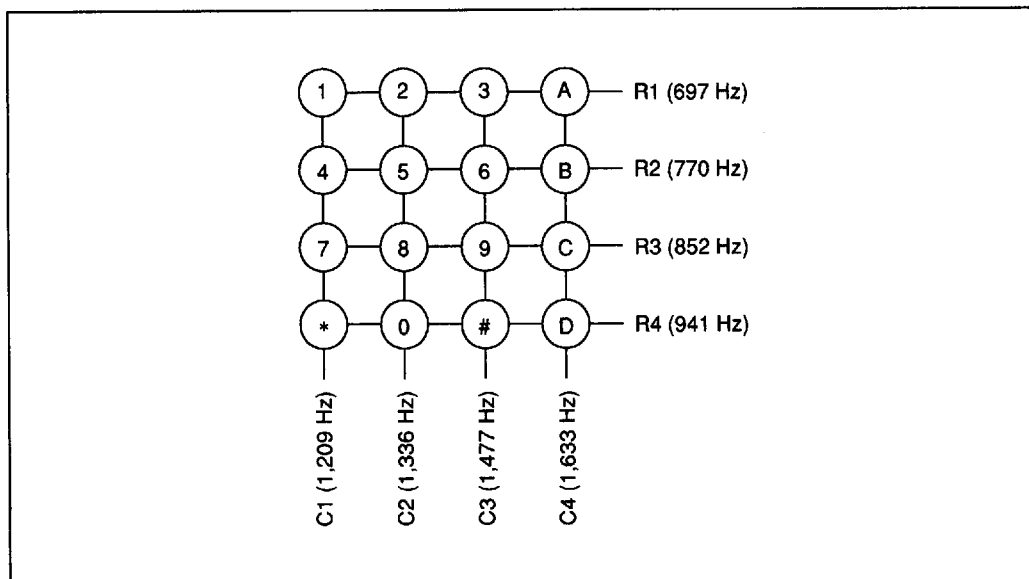 1 2 3 A R1 (697 Hz)
4 5 6 B R2 (770 Hz)
7 8 9 C R3 (852 Hz)
* 0 # D R4 (941 Hz)
C1 (1,209 Hz)
C2 (1,336 Hz)
C3 (1,477 Hz)
C4 (1,633 Hz)